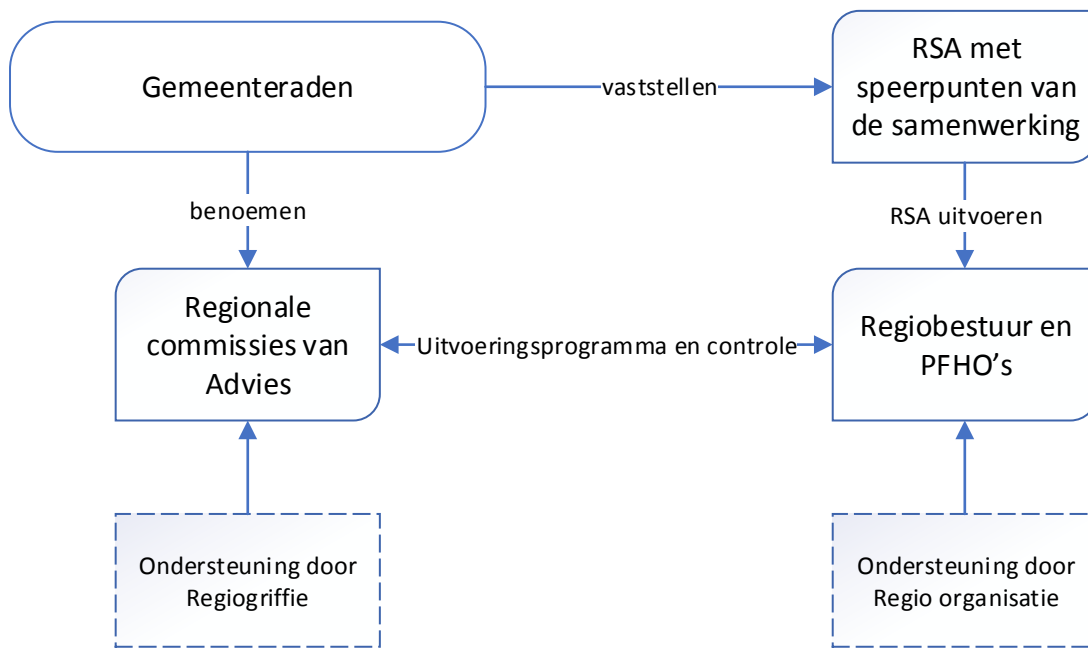 Gemeenteraden
vaststellen
RSA met
speerpunten van
de samenwerking
benoemen
RSA uitvoeren
Regionale
commissies van
Advies
Uitvoeringsprogramma en controle
Regiobestuur en
PFHO’s
Ondersteuning door
Regiogriffie
Ondersteuning door
Regio organisatie